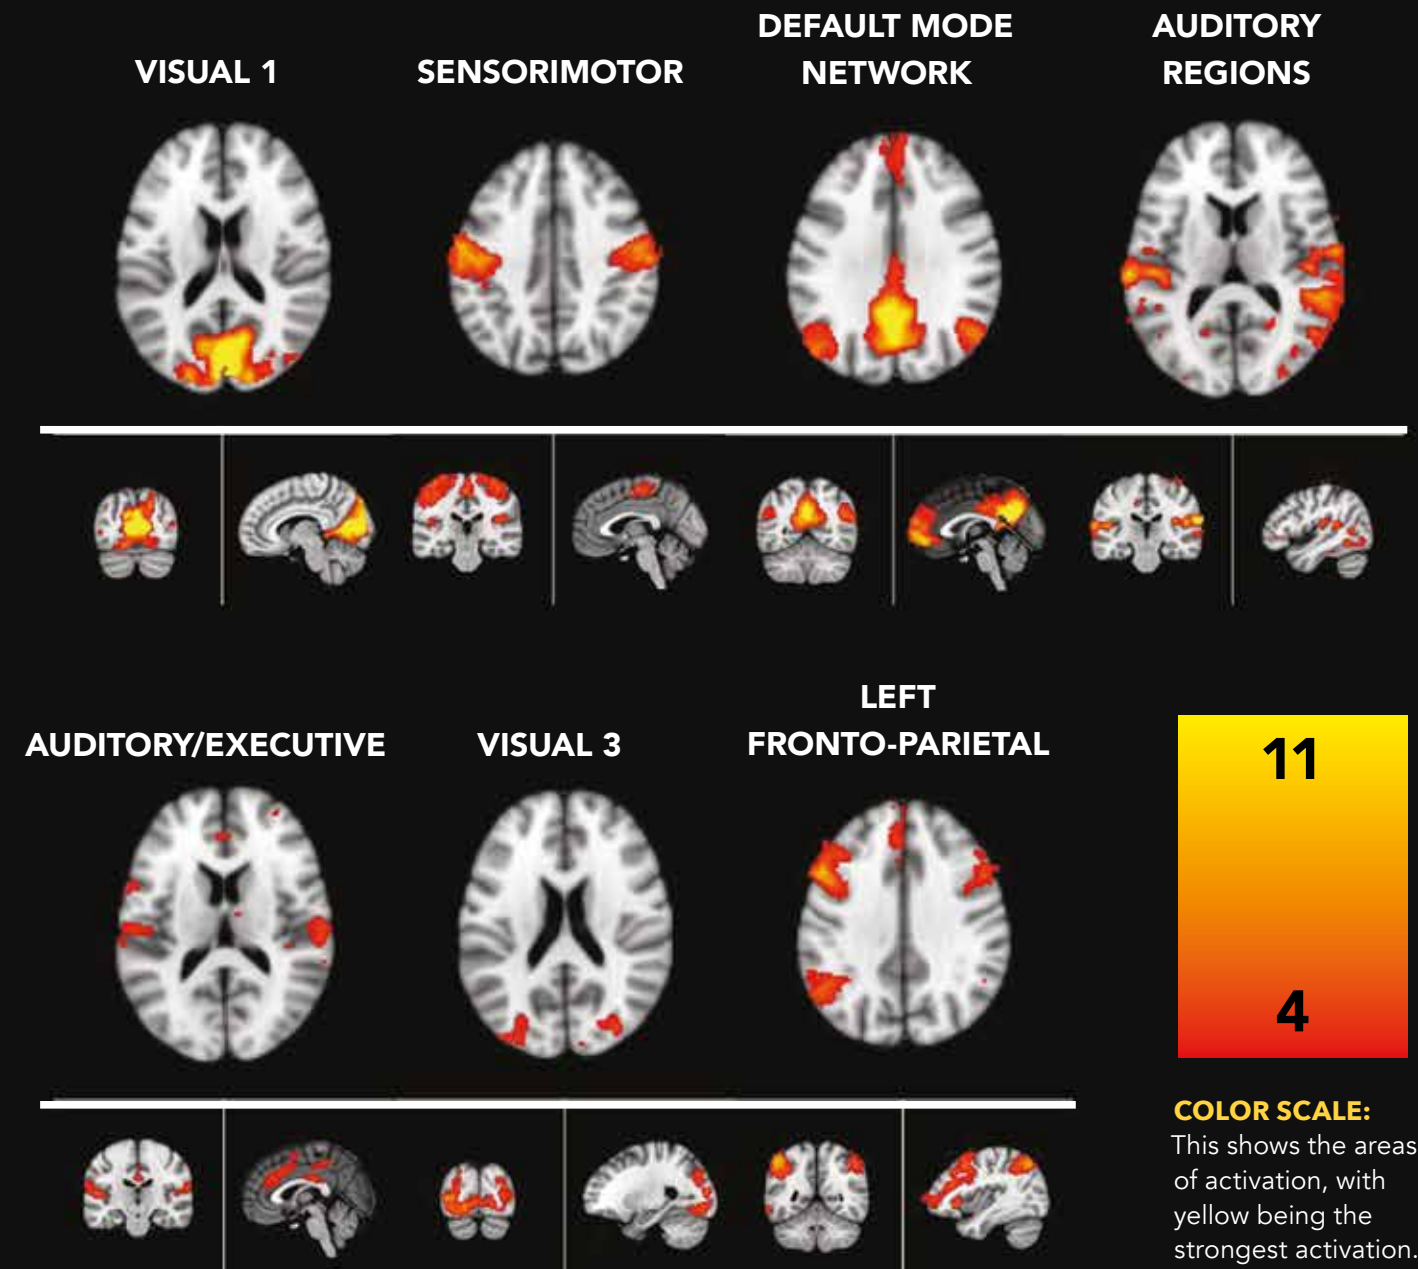 VISUAL 1
SENSORIMOTOR
DEFAULT MODE
NETWORK
AUDITORY
REGIONS
AUDITORY/EXECUTIVE
VISUAL 3
LEFT
FRONTO-PARIETAL
11
4
COLOR SCALE:
This shows the areas
of activation, with
yellow being the
strongest activation.